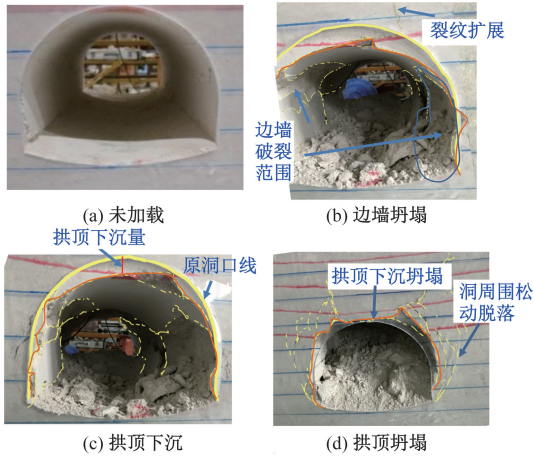 裂纹扩展
边墙
破裂
范围
(a) 未加载
(b) 边墙坍塌
拱顶下沉量
原洞口线
拱顶下沉坍塌
洞周围松
动脱落
(c) 拱顶下沉
(d) 拱顶坍塌